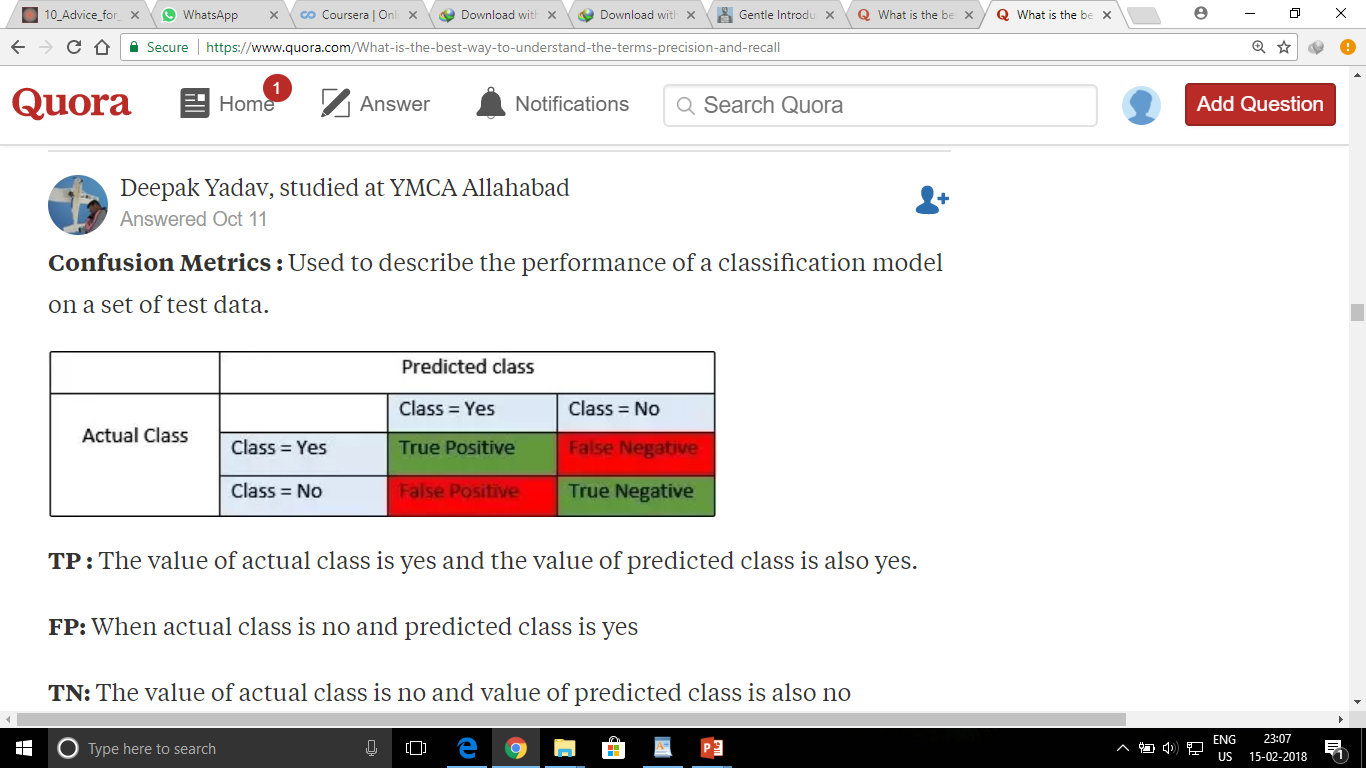 10_Advice_for_
WhatsApp
Coursera | Onl
Download with
Download with
Gentle Introdu
What is the be
What is the be
Secure
https://www.quora.com/What-is-the-best-way-to-understand-the-terms-precision-and-recall
Quora
Home
1
Answer
Notifications
Search Quora
Add Question
Deepak Yadav, studied at YMCA Allahabad
Answered Oct 11
Confusion Metrics : Used to describe the performance of a classification model
on a set of test data.
Predicted class
Actual Class
Class = Yes
Class = No
Class = Yes
True Positive
False Negative
Class = No
False Positive
True Negative
TP : The value of actual class is yes and the value of predicted class is also yes.
FP: When actual class is no and predicted class is yes
TN: The value of actual class is no and value of predicted class is also no
Type here to search
ENG
US
23:07
15-02-2018
1